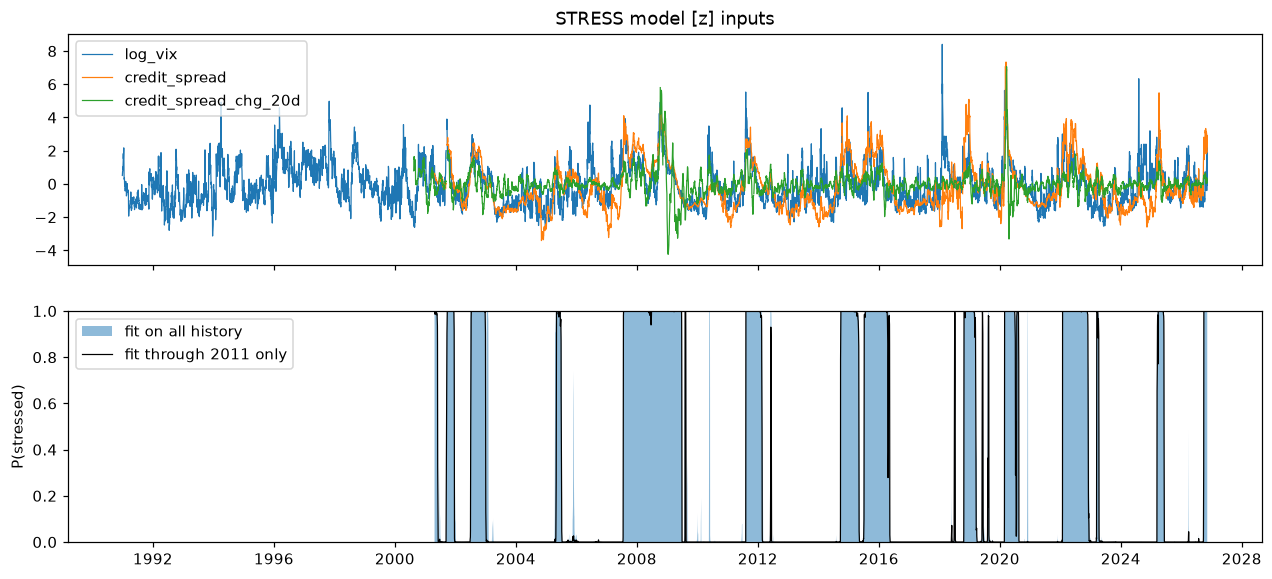 STRESS model [z] inputs
log_vix
credit_spread
credit_spread_chg_20d
8
6
4
2
0
−2
−4
fit on all history
fit through 2011 only
P(stressed)
1.0
0.8
0.6
0.4
0.2
0.0
1992 1996 2000 2004 2008 2012 2016 2020 2024 2028